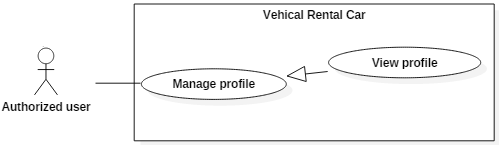 Vehical Rental Car
View profile
Manage profile
Authorized user